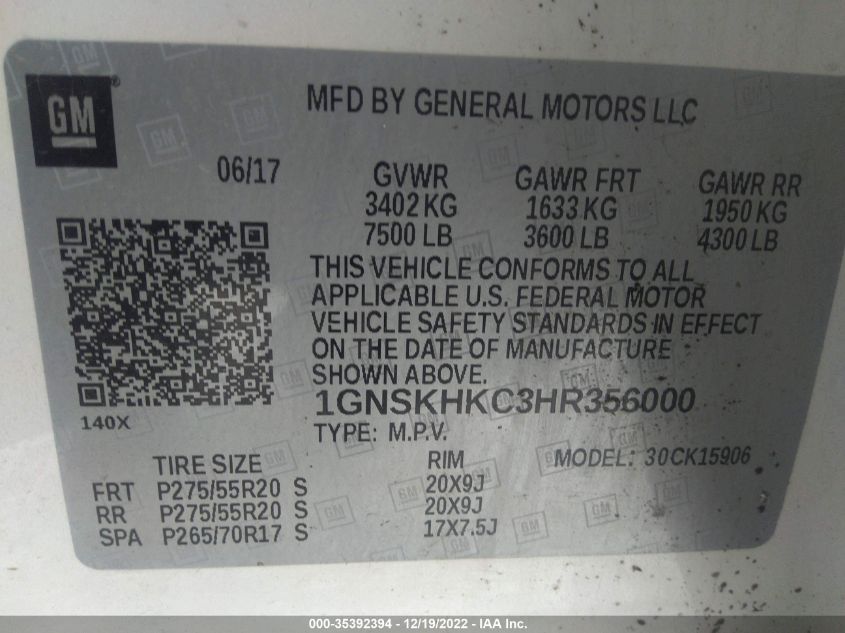 GM
MFD BY GENERAL MOTORS LLC
06/17 GVWR GAWR FRT GAWR RR
3402 KG 1633 KG 1950 KG
7500 LB 3600 LB 4300 LB
THIS VEHICLE CONFORMS TO ALL
APPLICABLE U.S. FEDERAL MOTOR
VEHICLE SAFETY STANDARDS IN EFFECT
ON THE DATE OF MANUFACTURE
SHOWN ABOVE.
1GNSKHKC3HR356000
140X
TYPE: M.P.V.
TIRE SIZE RIM MODEL: 30CK15906
FRT P275/55R20 S 20X9J
RR P275/55R20 S 20X9J
SPA P265/70R17 S 17X7.5J
000-35392394 - 12/19/2022 - IAA Inc.